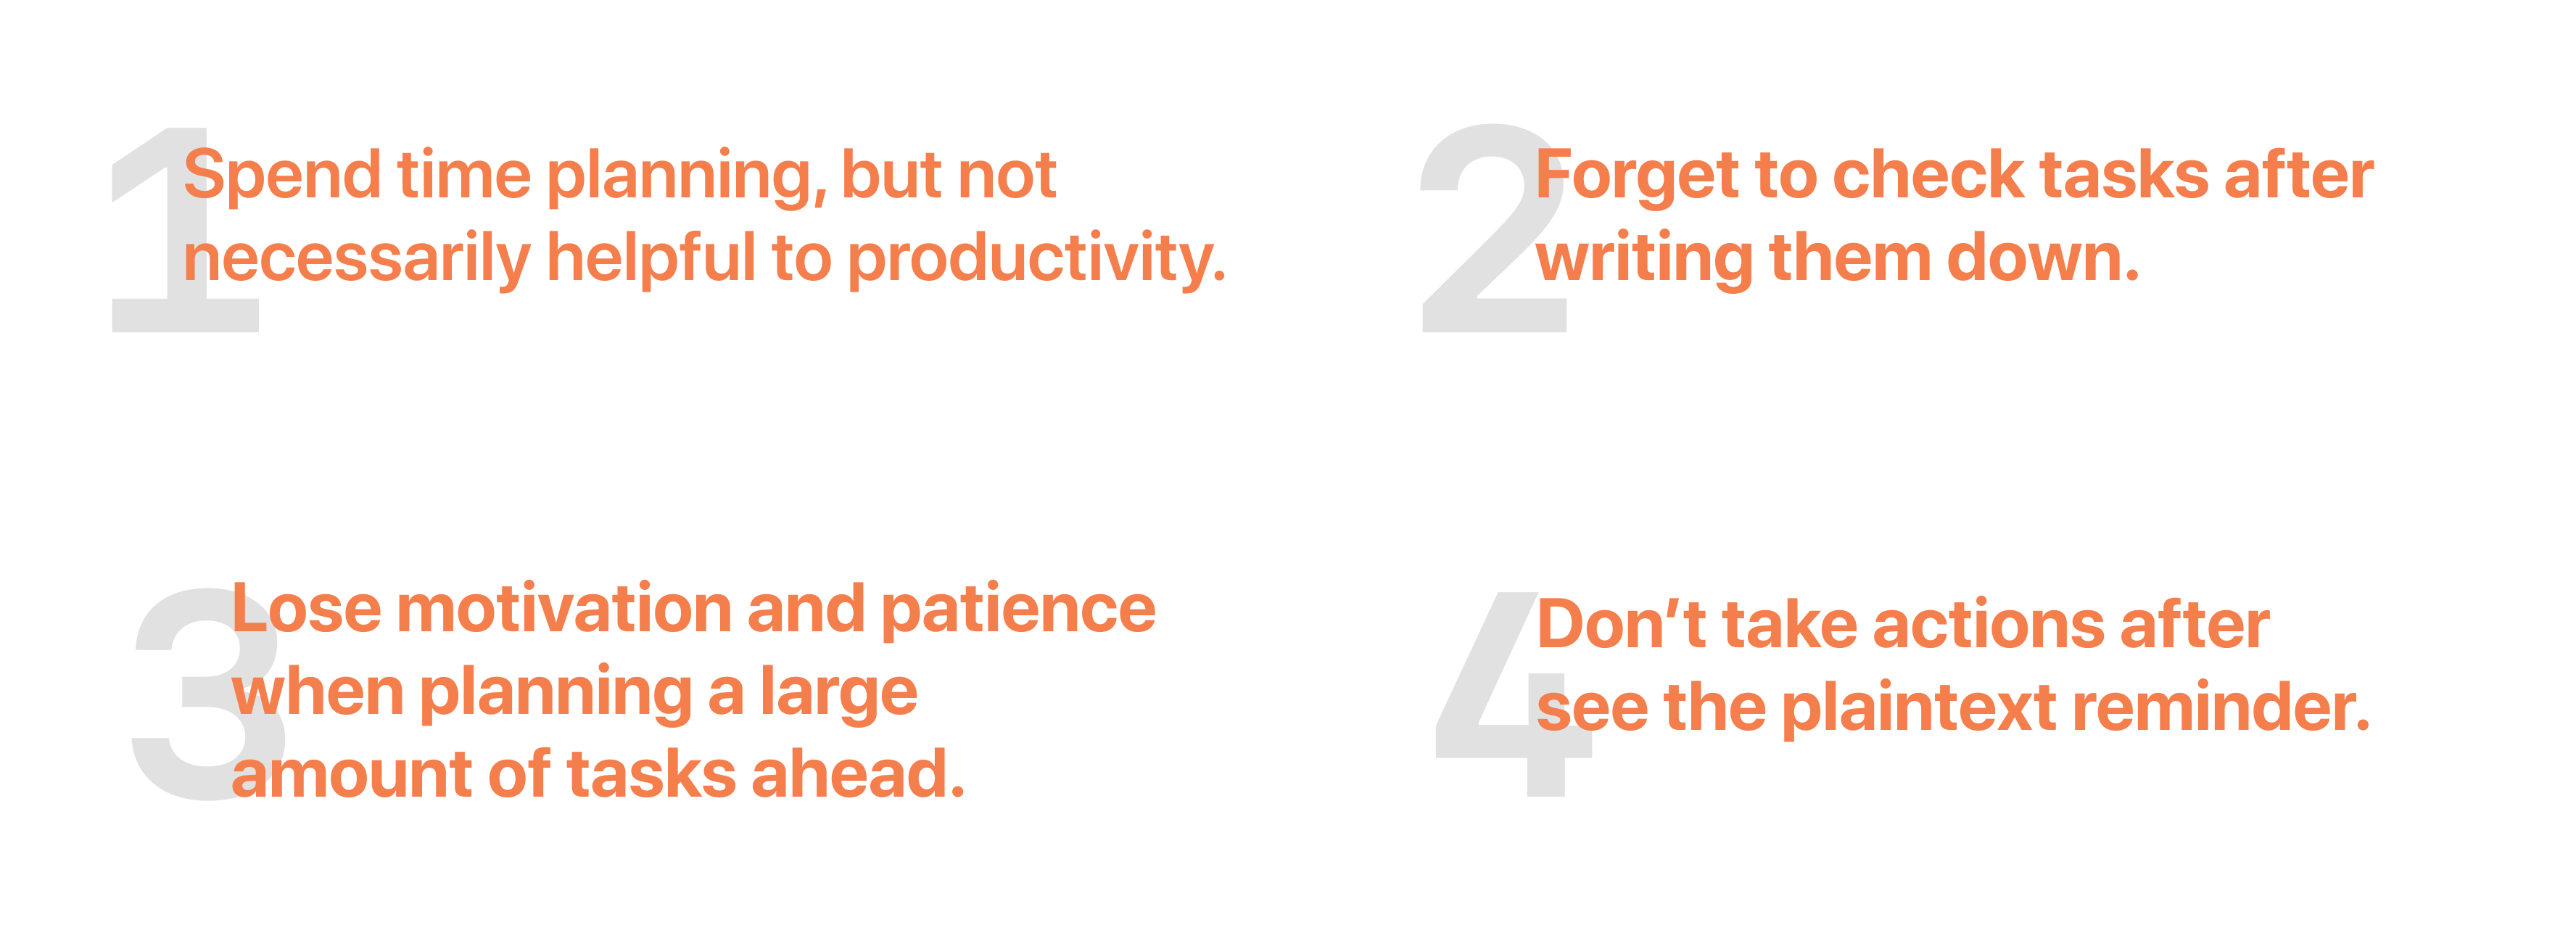 1
Spend time planning, but not
necessarily helpful to productivity.
2
Forget to check tasks after
writing them down.
3
Lose motivation and patience
when planning a large
amount of tasks ahead.
4
Don’t take actions after
see the plaintext reminder.